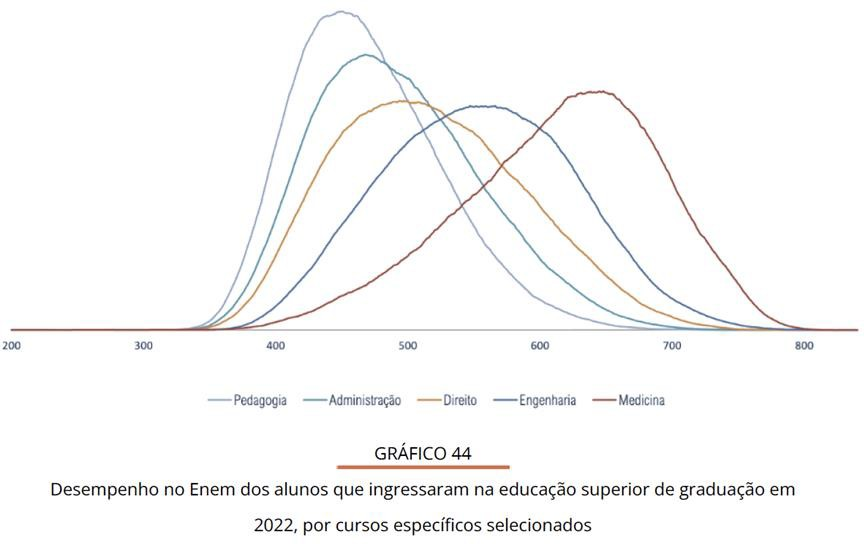 200 300 400 500 600 700 800
Pedagogia Administração Direito Engenharia Medicina
GRÁFICO 44
Desempenho no Enem dos alunos que ingressaram na educação superior de graduação em
2022, por cursos específicos selecionados